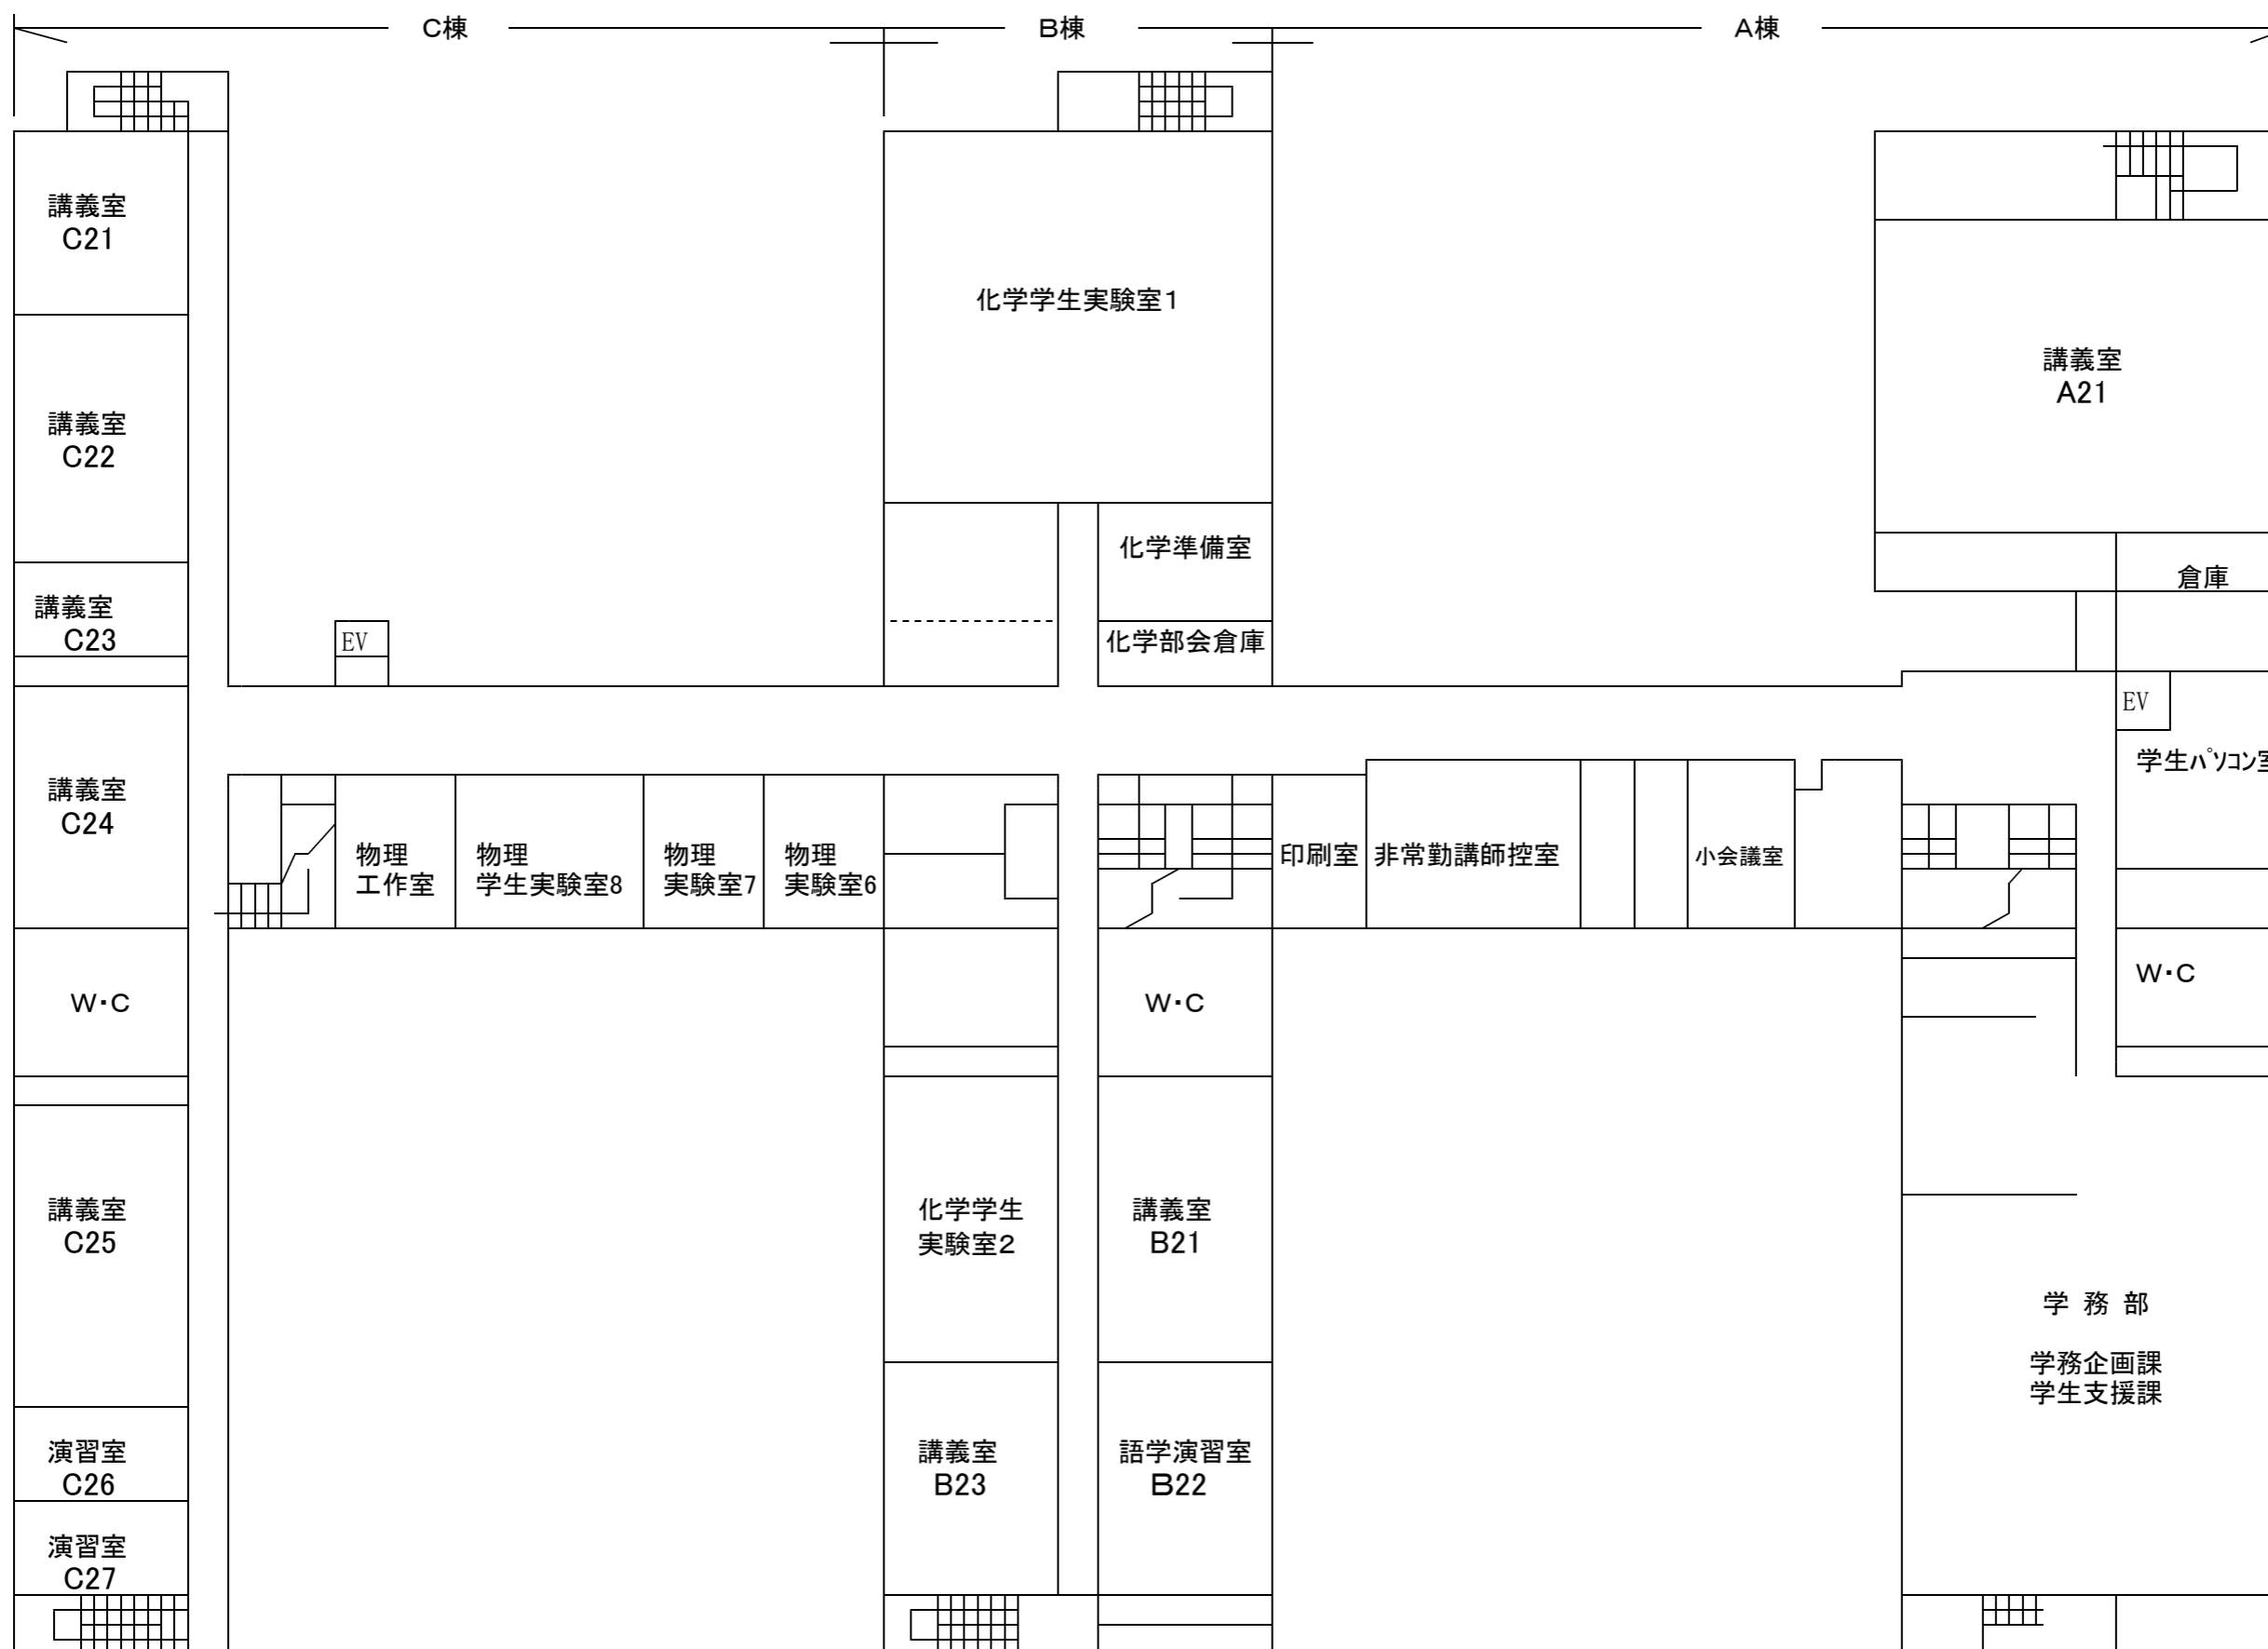 C棟
B棟
A棟
講義室
C21
化学学生実験室1
講義室
A21
講義室
C22
化学準備室
倉庫
講義室
C23
EV
化学部会倉庫
EV
学生パソコン室
講義室
C24
物理
工作室
物理
学生実験室8
物理
実験室7
物理
実験室6
印刷室
非常勤講師控室
小会議室
W・C
W・C
W・C
講義室
C25
化学学生
実験室2
講義室
B21
学 務 部
学務企画課
学生支援課
演習室
C26
講義室
B23
語学演習室
B22
演習室
C27